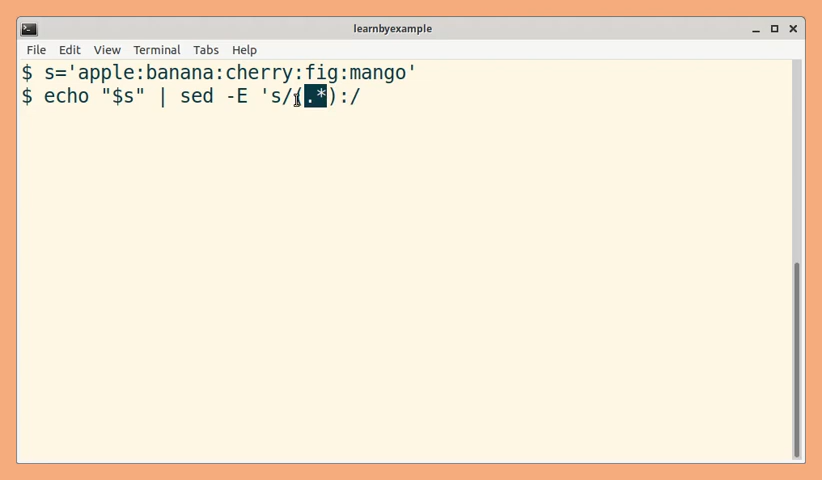 learnbyexample
File Edit View Terminal Tabs Help
$ s='apple:banana:cherry:fig:mango'
$ echo "$s" | sed -E 's/(.*):/